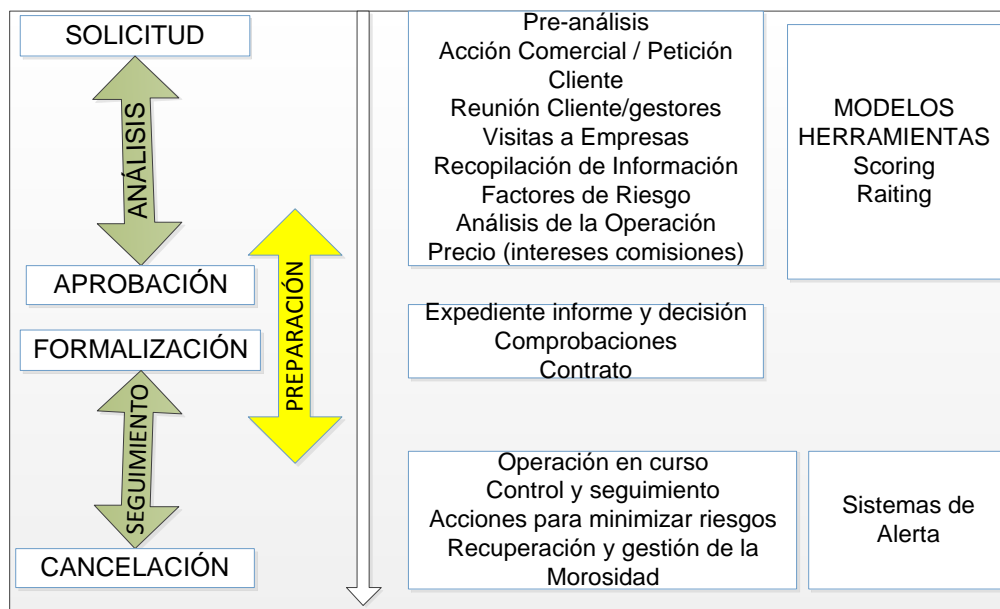 SOLICITUD
ANÁLISIS
APROBACIÓN
FORMALIZACIÓN
SEGUIMIENTO
CANCELACIÓN
PREPARACIÓN
Pre-análisis
Acción Comercial / Petición
Cliente
Reunión Cliente/gestores
Visitas a Empresas
Recopilación de Información
Factores de Riesgo
Análisis de la Operación
Precio (intereses comisiones)
MODELOS
HERRAMIENTAS
Scoring
Raiting
Expediente informe y decisión
Comprobaciones
Contrato
Operación en curso
Control y seguimiento
Acciones para minimizar riesgos
Recuperación y gestión de la
Morosidad
Sistemas de
Alerta